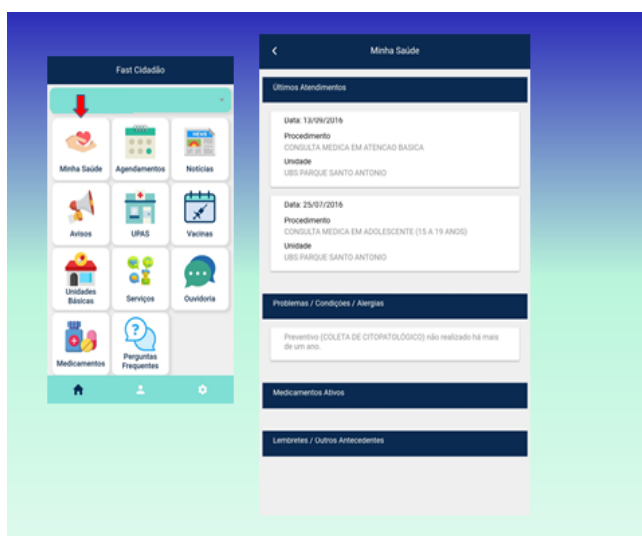 Fast Cidadão
Minha Saúde
Agendamentos
NEWS
Notícias
Avisos
UPAS
Vacinas
Unidades
Básicas
Serviços
Ouvidoria
Medicamentos
Perguntas
Frequentes
Minha Saúde
Últimos Atendimentos
Data: 13/09/2016
Procedimento
CONSULTA MEDICA EM ATENCAO BASICA
Unidade
UBS PARQUE SANTO ANTONIO
Data: 25/07/2016
Procedimento
CONSULTA MEDICA EM ADOLESCENTE (15 A 19 ANOS)
Unidade
UBS PARQUE SANTO ANTONIO
Problemas / Condições / Alergias
Preventivo (COLETA DE CITOPATOLÓGICO) não realizado há mais
de um ano.
Medicamentos Ativos
Lembretes / Outros Antecedentes